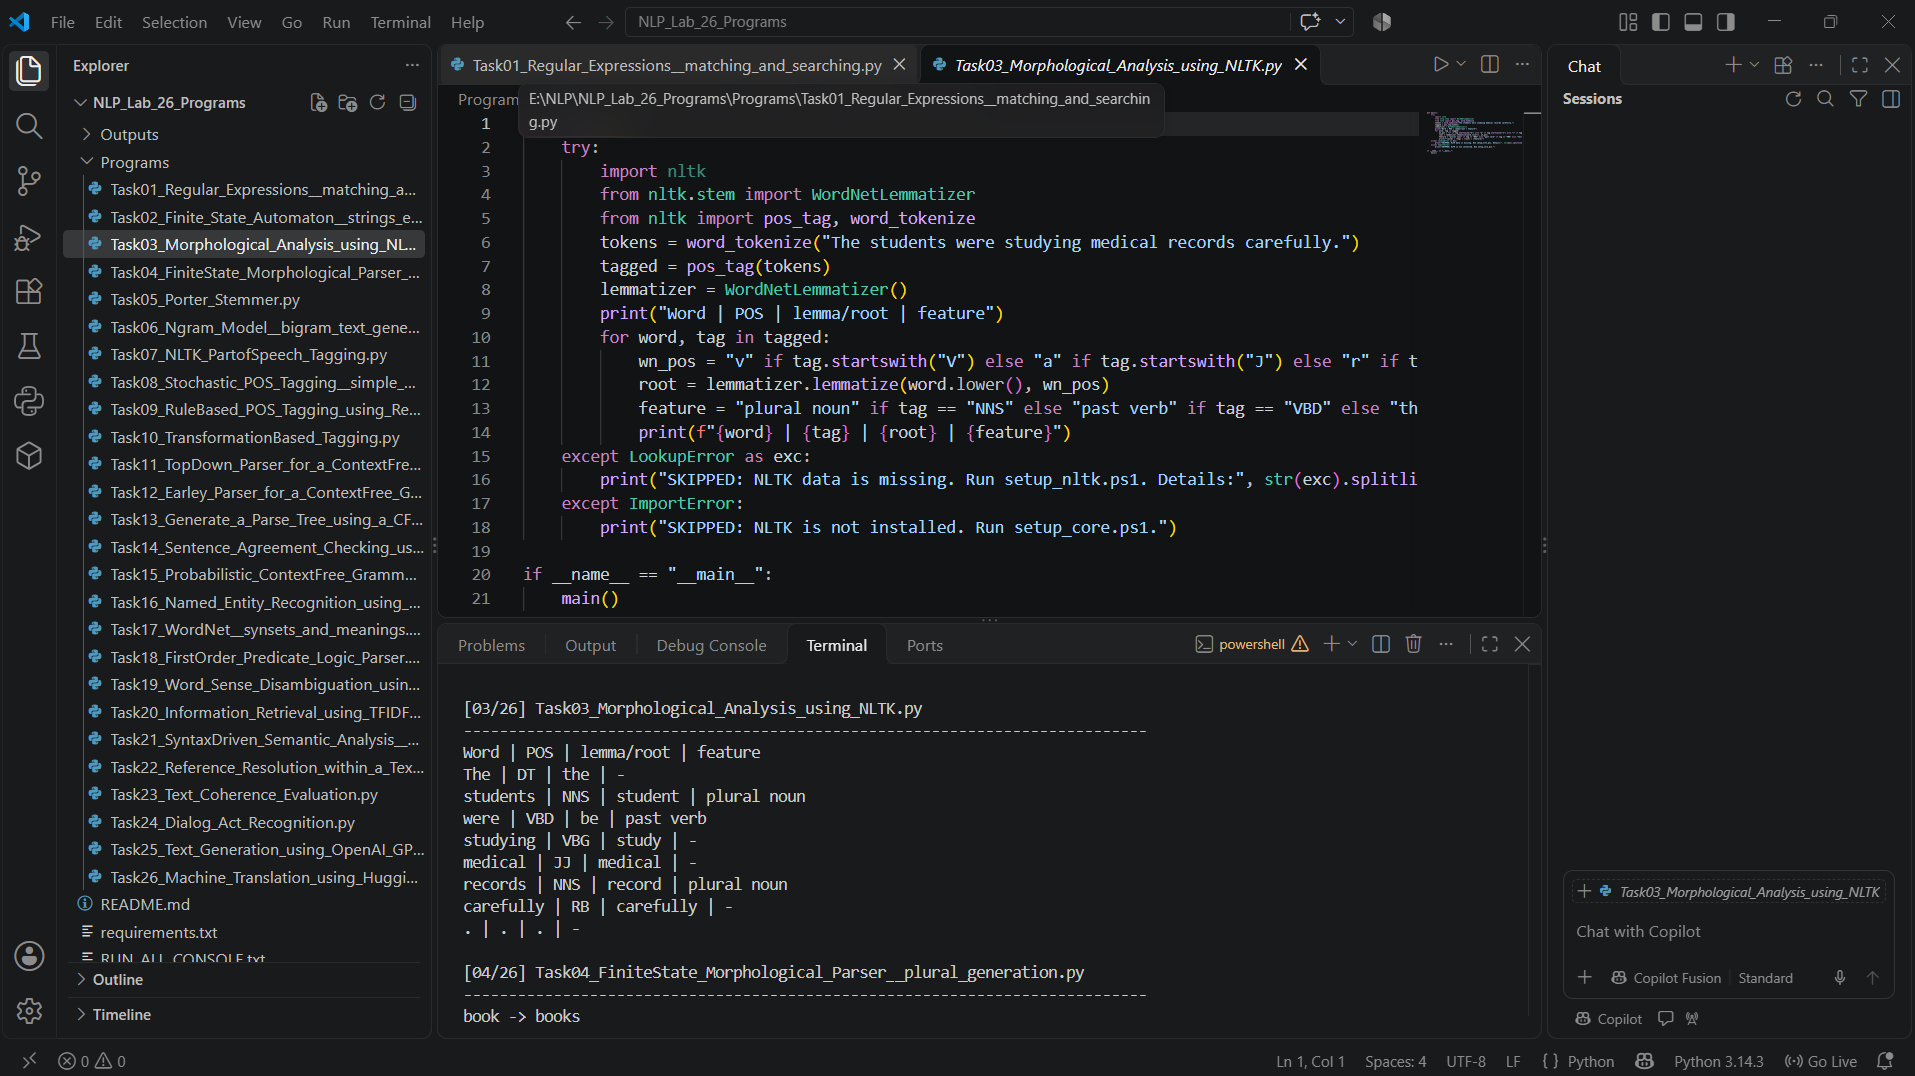 File Edit Selection View Go Run Terminal Help
NLP_Lab_26_Programs
Explorer
NLP_Lab_26_Programs
Outputs
Programs
Task01_Regular_Expressions__matching_a...
Task02_Finite_State_Automaton__strings_e...
Task03_Morphological_Analysis_using_NL...
Task04_FiniteState_Morphological_Parser_...
Task05_Porter_Stemmer.py
Task06_Ngram_Model__bigram_text_gene...
Task07_NLTK_PartofSpeech_Tagging.py
Task08_Stochastic_POS_Tagging__simple_...
Task09_RuleBased_POS_Tagging_using_Re...
Task10_TransformationBased_Tagging.py
Task11_TopDown_Parser_for_a_ContextFre...
Task12_Earley_Parser_for_a_ContextFree_G...
Task13_Generate_a_Parse_Tree_using_a_CF...
Task14_Sentence_Agreement_Checking_us...
Task15_Probabilistic_ContextFree_Gramm...
Task16_Named_Entity_Recognition_using_...
Task17_WordNet__synsets_and_meanings....
Task18_FirstOrder_Predicate_Logic_Parser....
Task19_Word_Sense_Disambiguation_usin...
Task20_Information_Retrieval_using_TFIDF...
Task21_SyntaxDriven_Semantic_Analysis__...
Task22_Reference_Resolution_within_a_Tex...
Task23_Text_Coherence_Evaluation.py
Task24_Dialog_Act_Recognition.py
Task25_Text_Generation_using_OpenAI_GP...
Task26_Machine_Translation_using_Huggi...
README.md
requirements.txt
RUN_ALL_CONSOLE.txt
Outline
Timeline
Task01_Regular_Expressions__matching_and_searching.py
Task03_Morphological_Analysis_using_NLTK.py
Program
E:\NLP\NLP_Lab_26_Programs\Programs\Task01_Regular_Expressions__matching_and_searchin
g.py
1
2 try:
3 import nltk
4 from nltk.stem import WordNetLemmatizer
5 from nltk import pos_tag, word_tokenize
6 tokens = word_tokenize("The students were studying medical records carefully.")
7 tagged = pos_tag(tokens)
8 lemmatizer = WordNetLemmatizer()
9 print("Word | POS | lemma/root | feature")
10 for word, tag in tagged:
11 wn_pos = "v" if tag.startswith("V") else "a" if tag.startswith("J") else "r" if t
12 root = lemmatizer.lemmatize(word.lower(), wn_pos)
13 feature = "plural noun" if tag == "NNS" else "past verb" if tag == "VBD" else "th
14 print(f"{word} | {tag} | {root} | {feature}")
15 except LookupError as exc:
16 print("SKIPPED: NLTK data is missing. Run setup_nltk.ps1. Details:", str(exc).splitli
17 except ImportError:
18 print("SKIPPED: NLTK is not installed. Run setup_core.ps1.")
19
20 if __name__ == "__main__":
21 main()
Problems Output Debug Console Terminal Ports
powershell
[03/26] Task03_Morphological_Analysis_using_NLTK.py
----------------------------------------------------------------------------
Word | POS | lemma/root | feature
The | DT | the | -
students | NNS | student | plural noun
were | VBD | be | past verb
studying | VBG | study | -
medical | JJ | medical | -
records | NNS | record | plural noun
carefully | RB | carefully | -
. | . | . | -
[04/26] Task04_FiniteState_Morphological_Parser__plural_generation.py
----------------------------------------------------------------------------
book -> books
Chat
Sessions
Task03_Morphological_Analysis_using_NLTK
Chat with Copilot
Copilot Fusion Standard
Copilot
0 0
Ln 1, Col 1 Spaces: 4 UTF-8 LF {} Python Python 3.14.3 Go Live